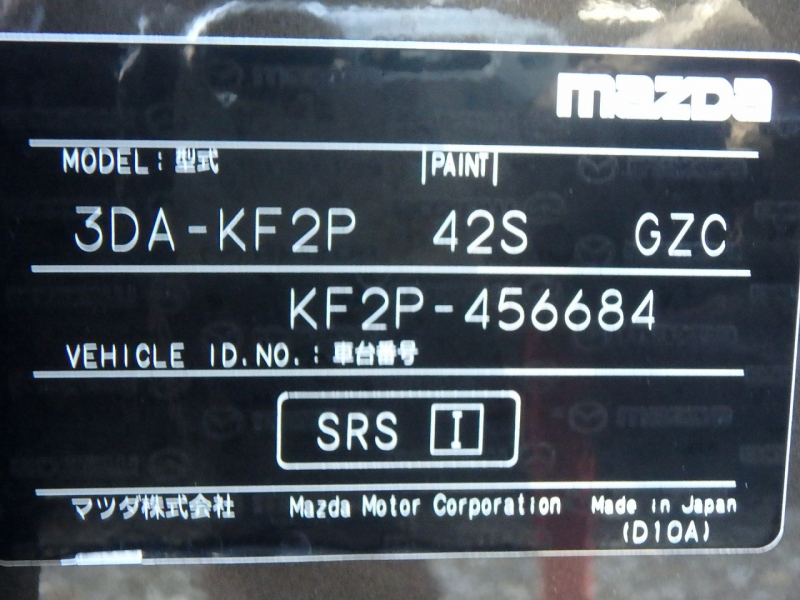 mazda
MODEL : 型式 PAINT
3DA-KF2P 42S GZC
KF2P-456684
VEHICLE ID.NO. : 車台番号
SRS I
マツダ株式会社 Mazda Motor Corporation Made in Japan
(D10A)